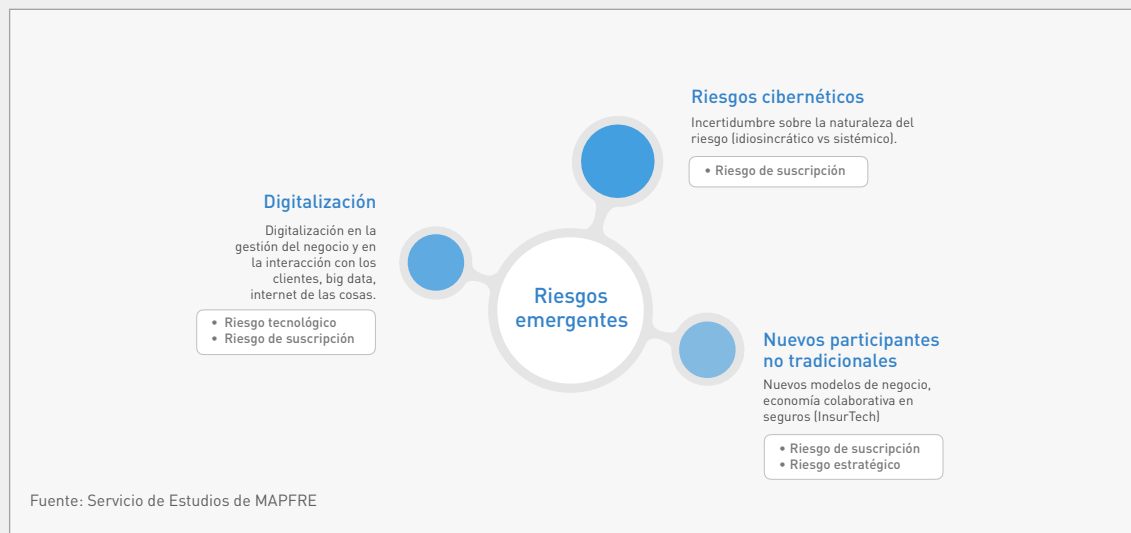 Riesgos cibernéticos
Incertidumbre sobre la naturaleza del
riesgo (idiosincrático vs sistémico).
• Riesgo de suscripción
Digitalización
Digitalización en la
gestión del negocio y en
la interacción con los
clientes, big data,
internet de las cosas.
• Riesgo tecnológico
• Riesgo de suscripción
Riesgos
emergentes
Nuevos participantes
no tradicionales
Nuevos modelos de negocio,
economía colaborativa en
seguros (InsurTech)
• Riesgo de suscripción
• Riesgo estratégico
Fuente: Servicio de Estudios de MAPFRE